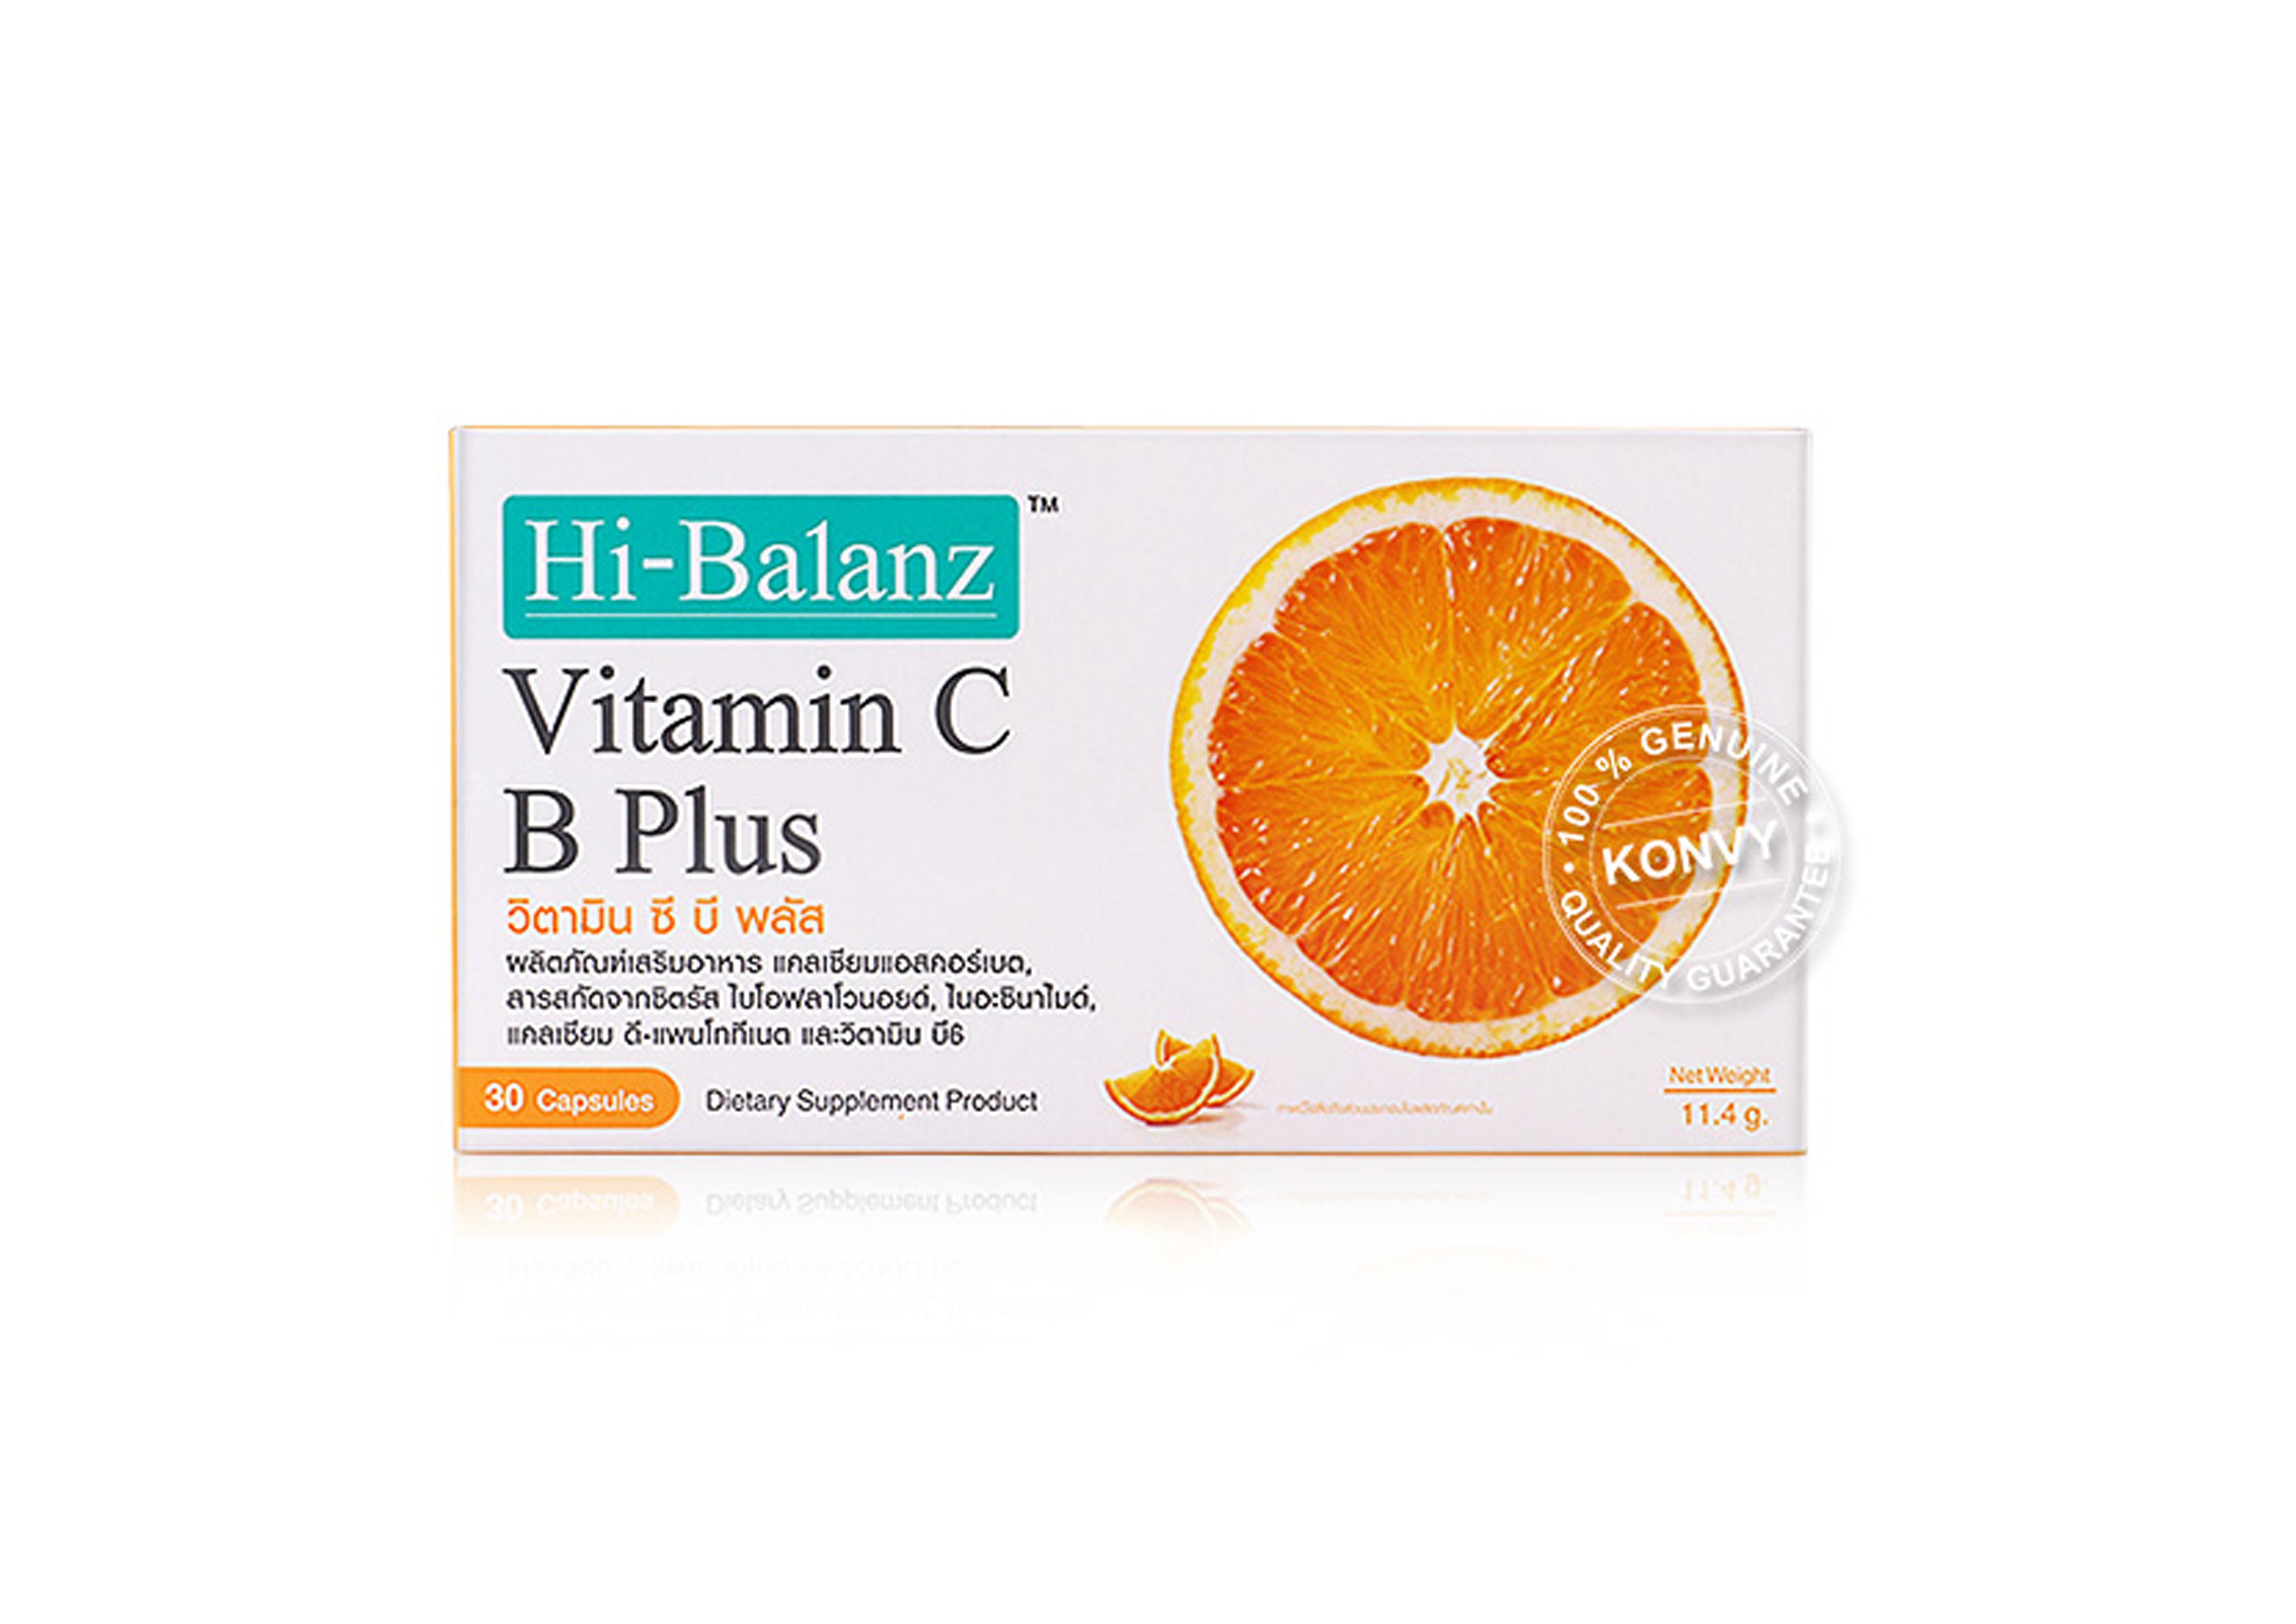 Hi-Balanz™
Vitamin C
B Plus
วิตามิน ซี บี พลัส
ผลิตภัณฑ์เสริมอาหาร แคลเซียมแอสคอร์เบต,
สารสกัดจากซิตรัส ไบโอฟลาโวนอยด์, ไนอะซินาไมด์,
แคลเซียม ดี-แพนโททีเนต และวิตามิน บี6
30 Capsules
Dietary Supplement Product
Net Weight
11.4 g.
100 % GENUINE
KONVY
QUALITY GUARANTEE